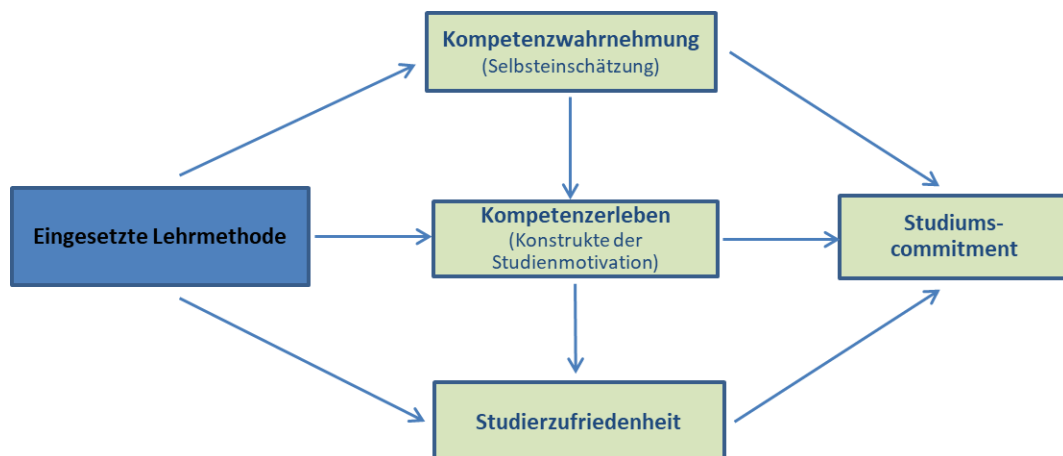 Kompetenzwahrnehmung
(Selbsteinschätzung)
Eingesetzte Lehrmethode
Kompetenzerleben
(Konstrukte der
Studienmotivation)
Studiums-
commitment
Studierzufriedenheit